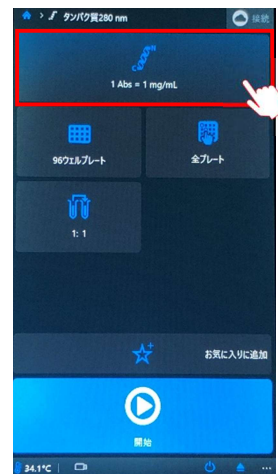 タンパク質280 nm
接続
1 Abs = 1 mg/mL
96ウェルプレート
全プレート
1: 1
お気に入りに追加
開始
34.1°C